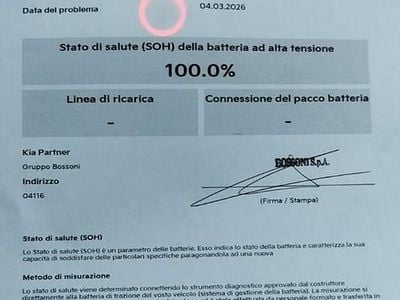 Data del problema
04.03.2026
Stato di salute (SOH) della batteria ad alta tensione
100.0%
Linea di ricarica
Connessione del pacco batteria
-
-
Kia Partner
Gruppo Bossoni
Indirizzo
04116
BOSSONI S.p.A.
(Firma / Stampa)
Stato di salute (SOH)
Lo Stato di salute (SOH) è un parametro delle batterie. Esso indica lo stato della batteria e caratterizza la sua
capacità di soddisfare delle particolari specifiche paragonandola ad una nuova
Metodo di misurazione
Lo stato di salute viene determinato connettendo lo strumento diagnostico approvato dal costruttore
direttamente alla batteria di trazione del vostro veicolo (sistema di gestione della batteria). La misurazione si